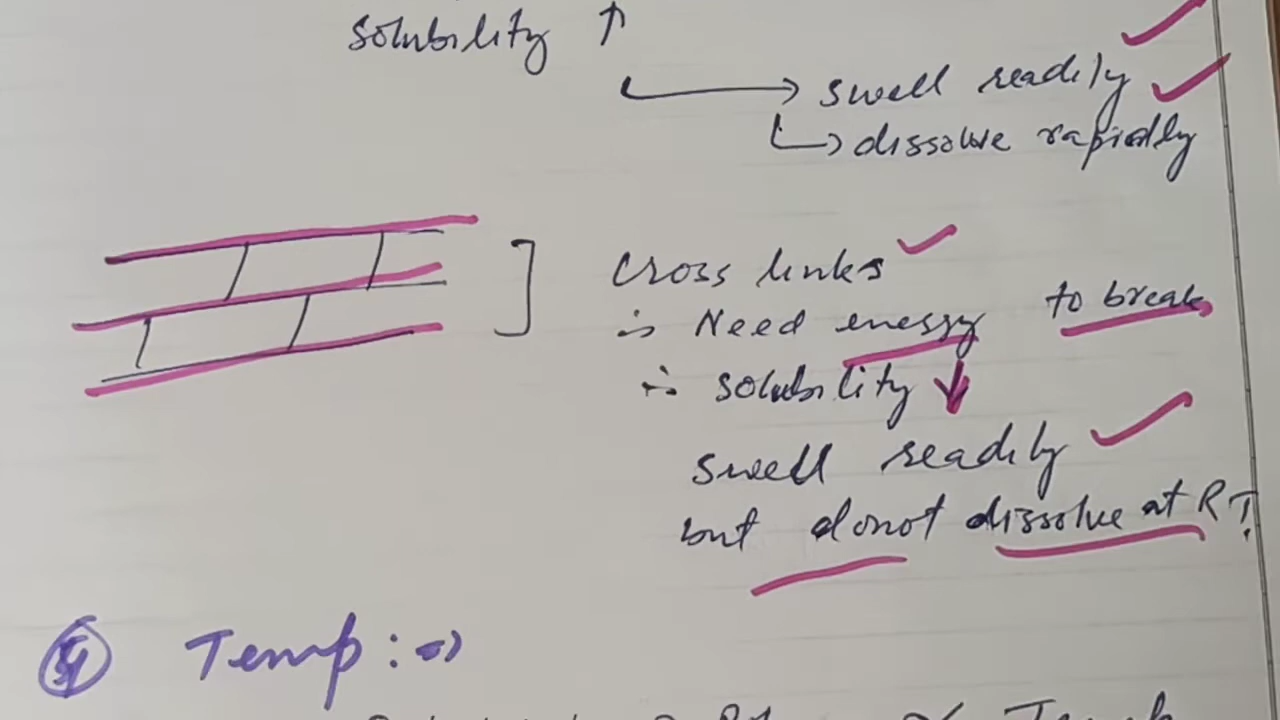 solubility ↑
→ swell readily
→ dissolve rapidly
Cross links
∴ Need energy to break
∴ solubility ↓
swell readily
but donot dissolve at RT.
Temp :⇒
∝ Temp